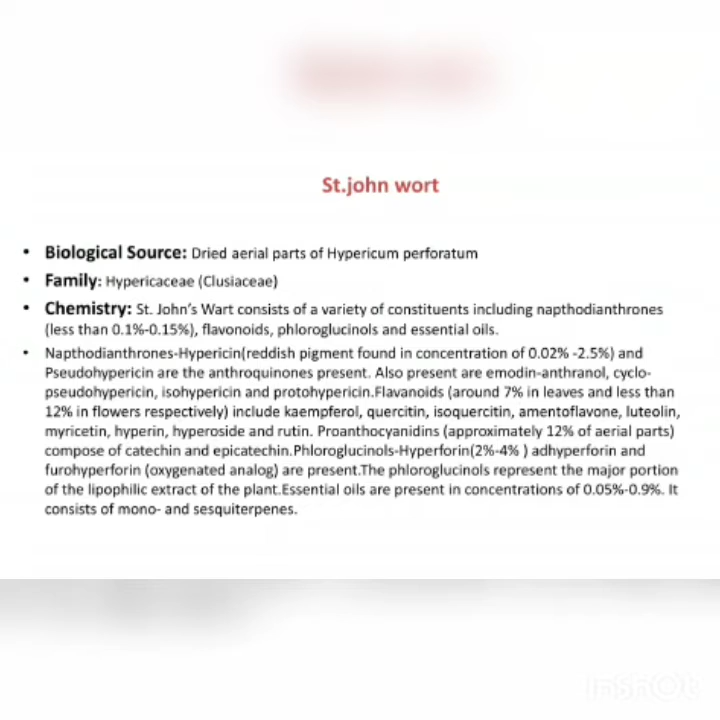 St.john wort
• Biological Source: Dried aerial parts of Hypericum perforatum
• Family: Hypericaceae (Clusiaceae)
• Chemistry: St. John's Wart consists of a variety of constituents including napthodianthrones
(less than 0.1%-0.15%), flavonoids, phloroglucinols and essential oils.
• Napthodianthrones-Hypericin(reddish pigment found in concentration of 0.02% -2.5%) and
Pseudohypericin are the anthroquinones present. Also present are emodin-anthranol, cyclo-
pseudohypericin, isohypericin and protohypericin.Flavanoids (around 7% in leaves and less than
12% in flowers respectively) include kaempferol, quercitin, isoquercitin, amentoflavone, luteolin,
myricetin, hyperin, hyperoside and rutin. Proanthocyanidins (approximately 12% of aerial parts)
compose of catechin and epicatechin.Phloroglucinols-Hyperforin(2%-4% ) adhyperforin and
furohyperforin (oxygenated analog) are present.The phloroglucinols represent the major portion
of the lipophilic extract of the plant.Essential oils are present in concentrations of 0.05%-0.9%. It
consists of mono- and sesquiterpenes.